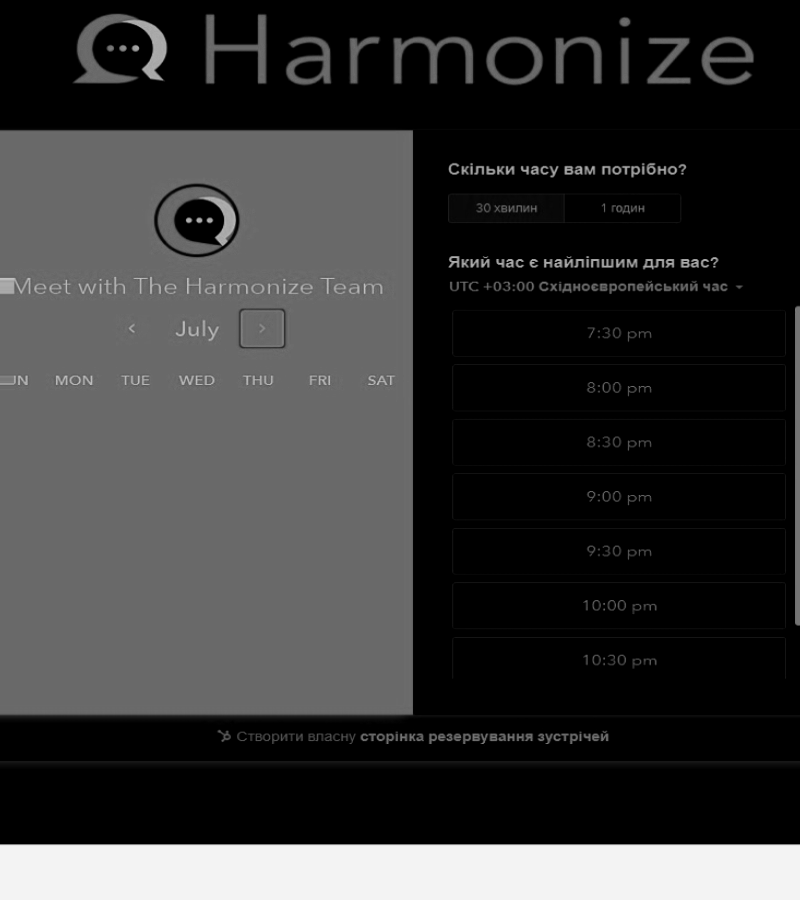 Harmonize
Meet with The Harmonize Team
July
MON TUE WED THU FRI SAT
Скільки часу вам потрібно?
30 хвилин 1 годин
Який час є найліпшим для вас?
UTC +03:00 Східноєвропейський час
7:30 pm
8:00 pm
8:30 pm
9:00 pm
9:30 pm
10:00 pm
10:30 pm
Створити власну сторінка резервування зустрічей